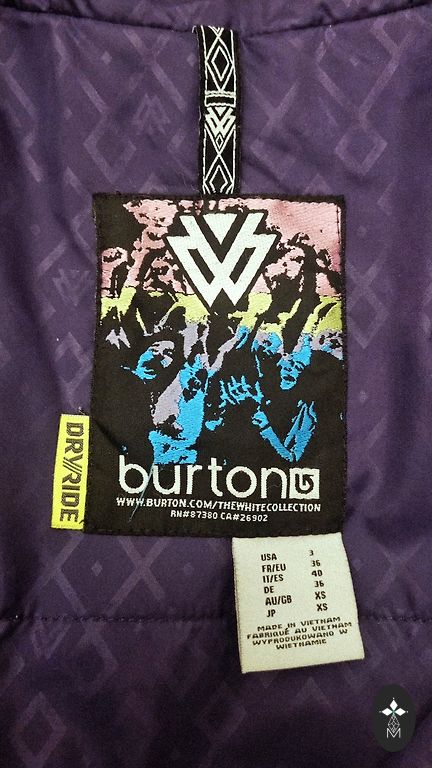 burton
WWW.BURTON.COM/THEWHITECOLLECTION
RN#87380 CA#26902
DRYRIDE
USA 3
FR/EU 36
IT/ES 40
DE 36
AU/GB XS
JP XS
MADE IN VIETNAM
FABRIQUÉ AU VIETNAM
WYPRODUKOWANO W
WIETNAMIE
M